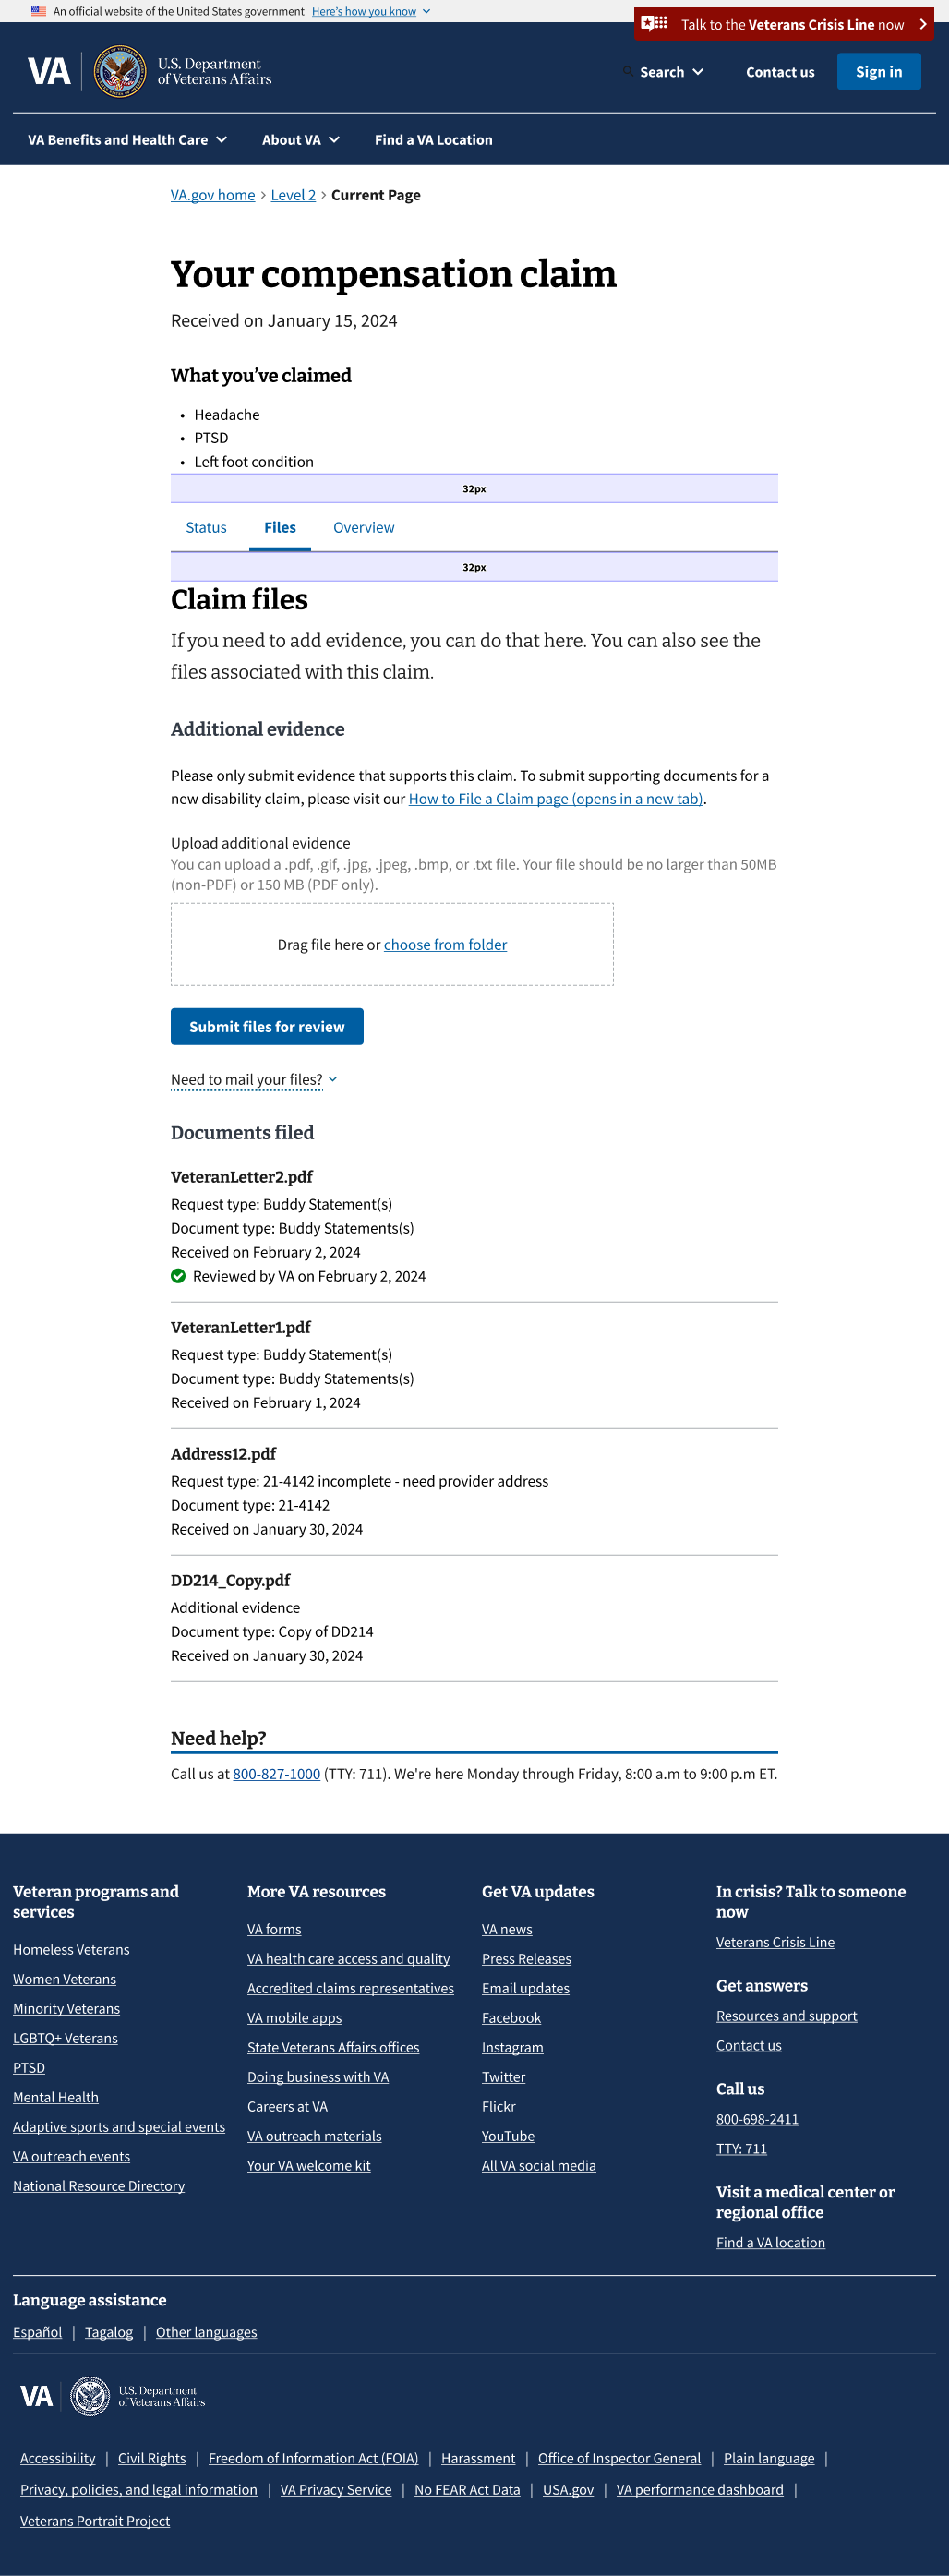 An official website of the United States government Here's how you know
Talk to the Veterans Crisis Line now
VA
U.S. Department
of Veterans Affairs
Search
Contact us
Sign in
VA Benefits and Health Care
About VA
Find a VA Location
VA.gov home > Level 2 > Current Page
Your compensation claim
Received on January 15, 2024
What you’ve claimed
• Headache
• PTSD
• Left foot condition
32px
Status
Files
Overview
32px
Claim files
If you need to add evidence, you can do that here. You can also see the
files associated with this claim.
Additional evidence
Please only submit evidence that supports this claim. To submit supporting documents for a
new disability claim, please visit our How to File a Claim page (opens in a new tab).
Upload additional evidence
You can upload a .pdf, .gif, .jpg, .jpeg, .bmp, or .txt file. Your file should be no larger than 50MB
(non-PDF) or 150 MB (PDF only).
Drag file here or choose from folder
Submit files for review
Need to mail your files?
Documents filed
VeteranLetter2.pdf
Request type: Buddy Statement(s)
Document type: Buddy Statements(s)
Received on February 2, 2024
Reviewed by VA on February 2, 2024
VeteranLetter1.pdf
Request type: Buddy Statement(s)
Document type: Buddy Statements(s)
Received on February 1, 2024
Address12.pdf
Request type: 21-4142 incomplete - need provider address
Document type: 21-4142
Received on January 30, 2024
DD214_Copy.pdf
Additional evidence
Document type: Copy of DD214
Received on January 30, 2024
Need help?
Call us at 800-827-1000 (TTY: 711). We're here Monday through Friday, 8:00 a.m to 9:00 p.m ET.
Veteran programs and
services
Homeless Veterans
Women Veterans
Minority Veterans
LGBTQ+ Veterans
PTSD
Mental Health
Adaptive sports and special events
VA outreach events
National Resource Directory
More VA resources
VA forms
VA health care access and quality
Accredited claims representatives
VA mobile apps
State Veterans Affairs offices
Doing business with VA
Careers at VA
VA outreach materials
Your VA welcome kit
Get VA updates
VA news
Press Releases
Email updates
Facebook
Instagram
Twitter
Flickr
YouTube
All VA social media
In crisis? Talk to someone
now
Veterans Crisis Line
Get answers
Resources and support
Contact us
Call us
800-698-2411
TTY: 711
Visit a medical center or
regional office
Find a VA location
Language assistance
Español | Tagalog | Other languages
VA
U.S. Department
of Veterans Affairs
Accessibility | Civil Rights | Freedom of Information Act (FOIA) | Harassment | Office of Inspector General | Plain language |
Privacy, policies, and legal information | VA Privacy Service | No FEAR Act Data | USA.gov | VA performance dashboard |
Veterans Portrait Project